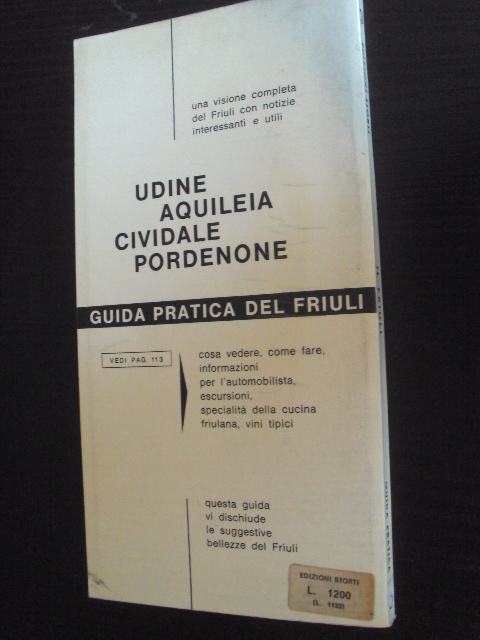 una visione completa
del Friuli con notizie
interessanti e utili
UDINE
AQUILEIA
CIVIDALE
PORDENONE
GUIDA PRATICA DEL FRIULI
VEDI PAG. 113
cosa vedere, come fare,
informazioni
per l'automobilista,
escursioni,
specialità della cucina
friulana, vini tipici
questa guida
vi dischiude
le suggestive
bellezze del Friuli
EDIZIONI STORTI
L. 1200